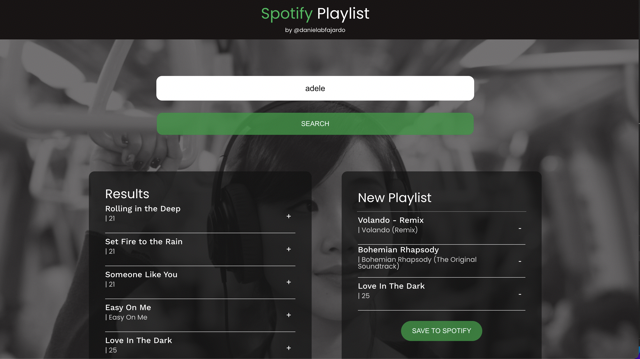 Spotify Playlist
by @danielabfajardo
adele
SEARCH
Results
Rolling in the Deep
| 21
+
Set Fire to the Rain
| 21
+
Someone Like You
| 21
+
Easy On Me
| Easy On Me
+
Love In The Dark
| 25
+
New Playlist
Volando - Remix
| Volando (Remix)
-
Bohemian Rhapsody
| Bohemian Rhapsody (The Original
Soundtrack)
-
Love In The Dark
| 25
-
SAVE TO SPOTIFY